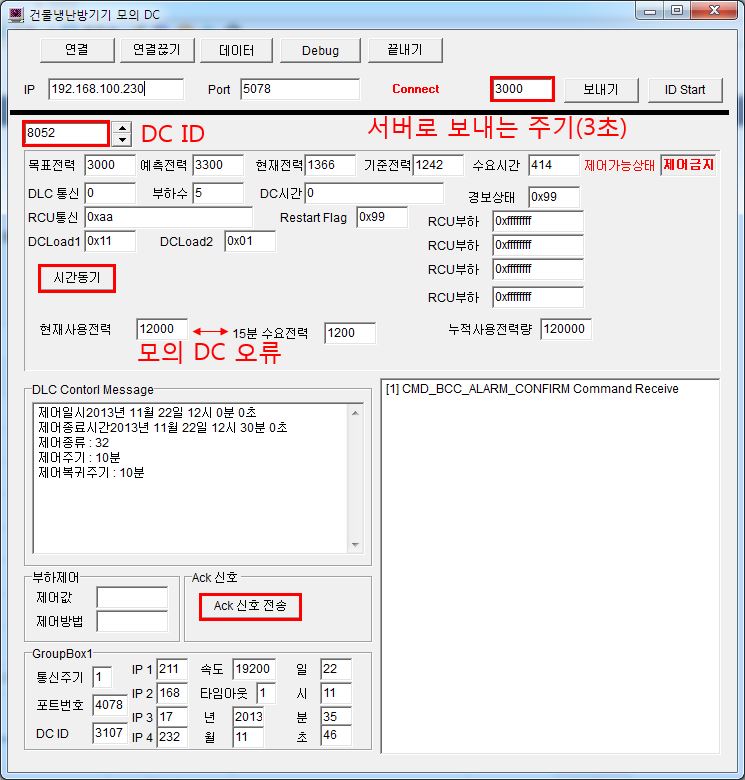 건물냉난방기기 모의 DC
연결 연결끊기 데이터 Debug 끝내기
IP 192.168.100.230 Port 5078 Connect 3000 보내기 ID Start
8052 DC ID 서버로 보내는 주기(3초)
목표전력 3000 예측전력 3300 현재전력 1366 기준전력 1242 수요시간 414 제어가능상태 제어금지
DLC 통신 0 부하수 5 DC시간 0 경보상태 0x99
RCU통신 0xaa Restart Flag 0x99 RCU부하 0xffffffff
DCLoad1 0x11 DCLoad2 0x01 RCU부하 0xffffffff
시간동기 RCU부하 0xffffffff
RCU부하 0xffffffff
현재사용전력 12000 15분 수요전력 1200 누적사용전력량 120000
모의 DC 오류
DLC Contorl Message
제어일시2013년 11월 22일 12시 0분 0초
제어종료시간2013년 11월 22일 12시 30분 0초
제어종류 : 32
제어주기 : 10분
제어복귀주기 : 10분
[1] CMD_BCC_ALARM_CONFIRM Command Receive
부하제어
제어값
제어방법
Ack 신호
Ack 신호 전송
GroupBox1
통신주기 1 IP 1 211 속도 19200 일 22
IP 2 168 타임아웃 1 시 11
포트번호 4078 IP 3 17 년 2013 분 35
DC ID 3107 IP 4 232 월 11 초 46